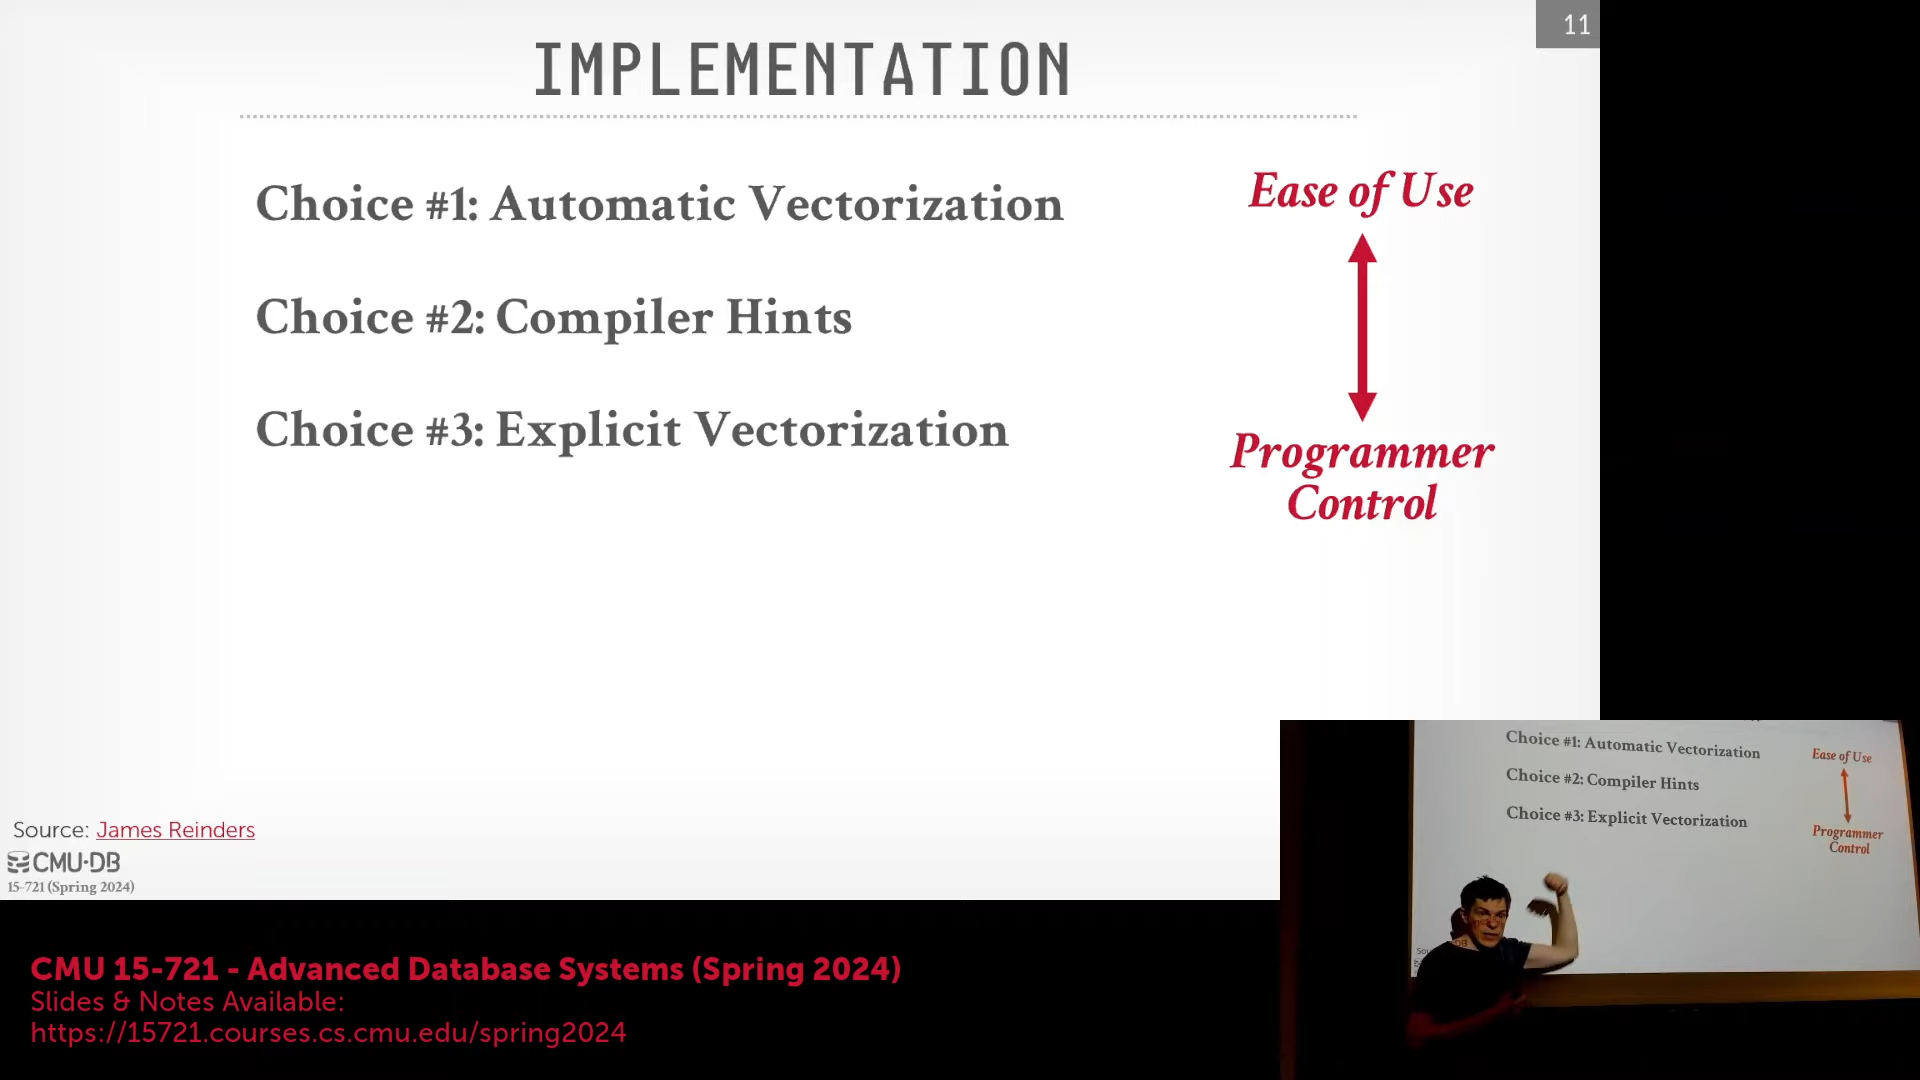 11
IMPLEMENTATION
Choice #1: Automatic Vectorization
Choice #2: Compiler Hints
Choice #3: Explicit Vectorization
Ease of Use
Programmer
Control
Source: James Reinders
CMU·DB
15-721 (Spring 2024)
Choice #1: Automatic Vectorization
Choice #2: Compiler Hints
Choice #3: Explicit Vectorization
Ease of Use
Programmer
Control
CMU 15-721 - Advanced Database Systems (Spring 2024)
Slides & Notes Available:
https://15721.courses.cs.cmu.edu/spring2024